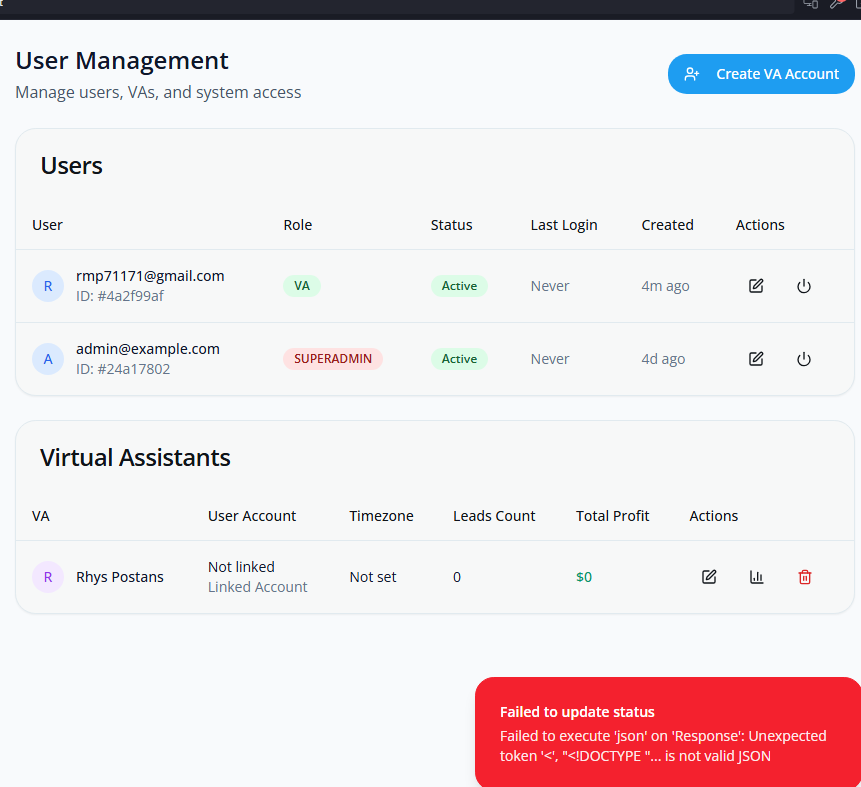 User Management
Manage users, VAs, and system access
Create VA Account
Users
User Role Status Last Login Created Actions
R rmp71171@gmail.com VA Active Never 4m ago
ID: #4a2f99af
A admin@example.com SUPERADMIN Active Never 4d ago
ID: #24a17802
Virtual Assistants
VA User Account Timezone Leads Count Total Profit Actions
R Rhys Postans Not linked Not set 0 $0
Linked Account
Failed to update status
Failed to execute 'json' on 'Response': Unexpected
token '<', "<!DOCTYPE "... is not valid JSON